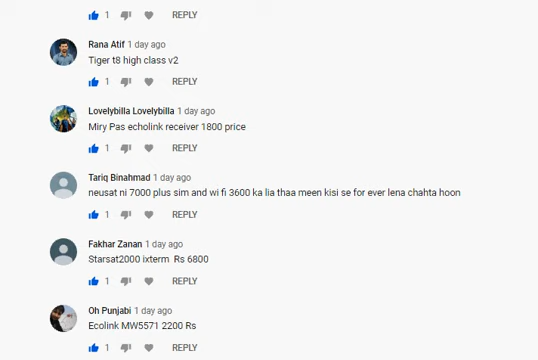 1 REPLY
Rana Atif 1 day ago
Tiger t8 high class v2
1 REPLY
Lovelybilla Lovelybilla 1 day ago
Miry Pas echolink receiver 1800 price
1 REPLY
Tariq Binahmad 1 day ago
neusat ni 7000 plus sim and wi fi 3600 ka lia thaa meen kisi se for ever lena chahta hoon
1 REPLY
Fakhar Zanan 1 day ago
Starsat2000 ixterm Rs 6800
1 REPLY
Oh Punjabi 1 day ago
Ecolink MW5571 2200 Rs
1 REPLY